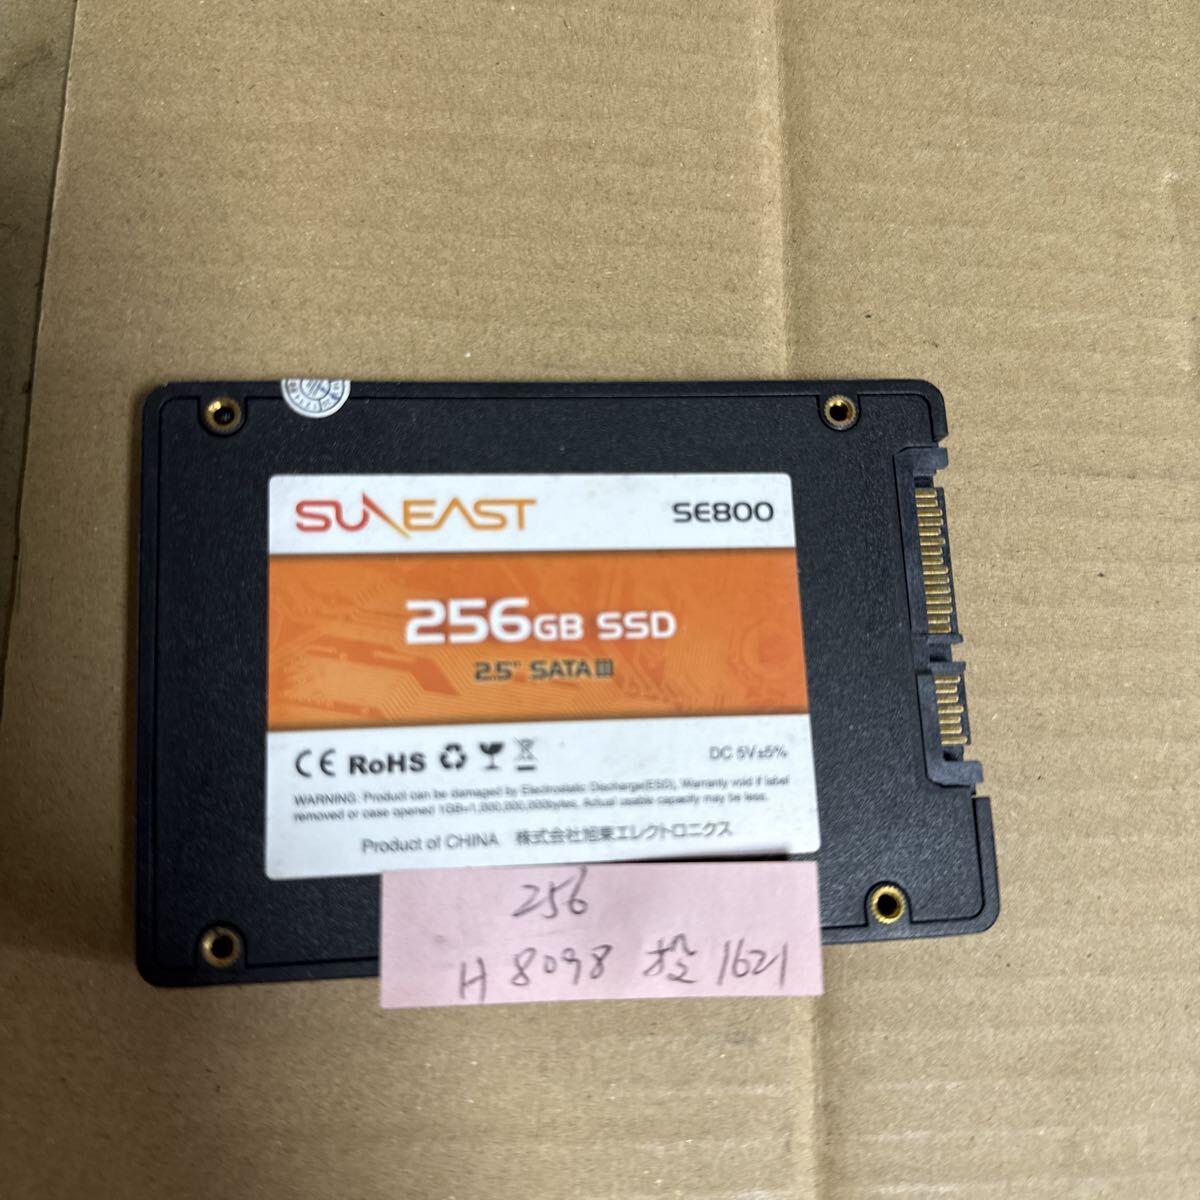 SUNEAST
SE800
256GB SSD
2.5" SATA III
CE RoHS
DC 5V±5%
WARNING: Product can be damaged by Electrostatic Discharge(ESD), Warranty void if label
removed or case opened 1GB=1,000,000,000bytes. Actual usable capacity may be less.
Product of CHINA 株式会社旭東エレクトロニクス
256
H 8098 投 1621